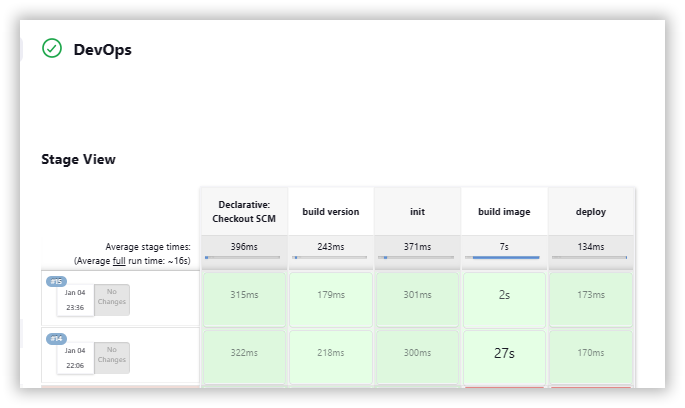 DevOps
Stage View
Declarative:
Checkout SCM
build version
init
build image
deploy
Average stage times:
(Average full run time: ~16s)
396ms
243ms
371ms
7s
134ms
#15
Jan 04
23:36
No
Changes
315ms
179ms
301ms
2s
173ms
#14
Jan 04
22:06
No
Changes
322ms
218ms
300ms
27s
170ms